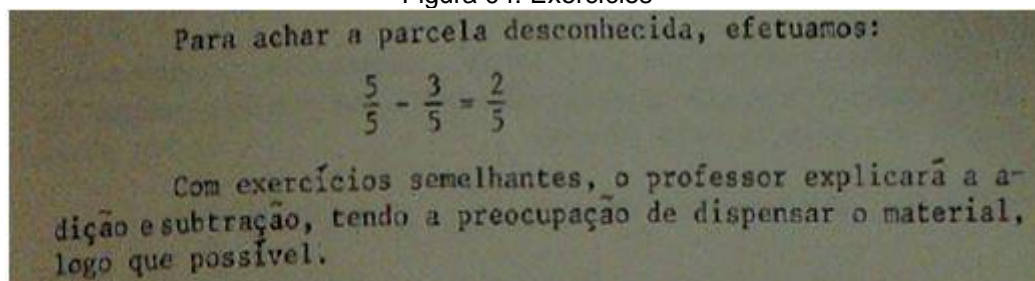 Para achar a parcela desconhecida, efetuamos:
5/5 - 3/5 = 2/5
Com exercícios semelhantes, o professor explicará a a-
dição e subtração, tendo a preocupação de dispensar o material,
logo que possível.